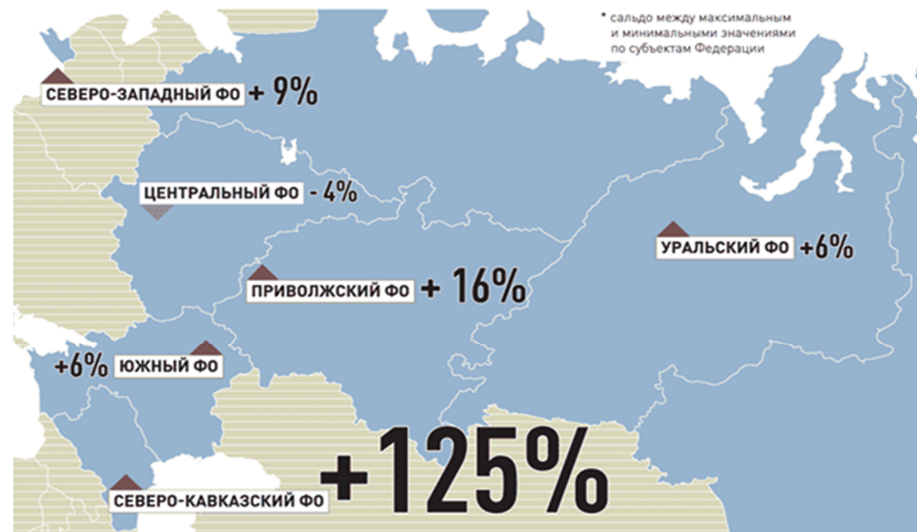 * сальдо между максимальным
и минимальными значениями
по субъектам Федерации
СЕВЕРО-ЗАПАДНЫЙ ФО + 9%
ЦЕНТРАЛЬНЫЙ ФО - 4%
УРАЛЬСКИЙ ФО +6%
ПРИВОЛЖСКИЙ ФО + 16%
+6% ЮЖНЫЙ ФО
СЕВЕРО-КАВКАЗСКИЙ ФО +125%